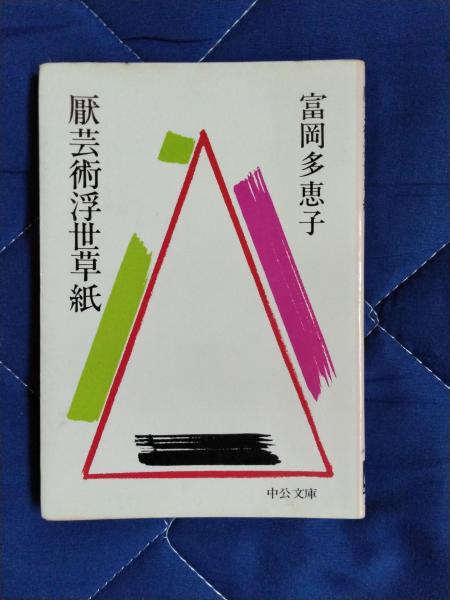 富岡多恵子
厭芸術浮世草紙
中公文庫